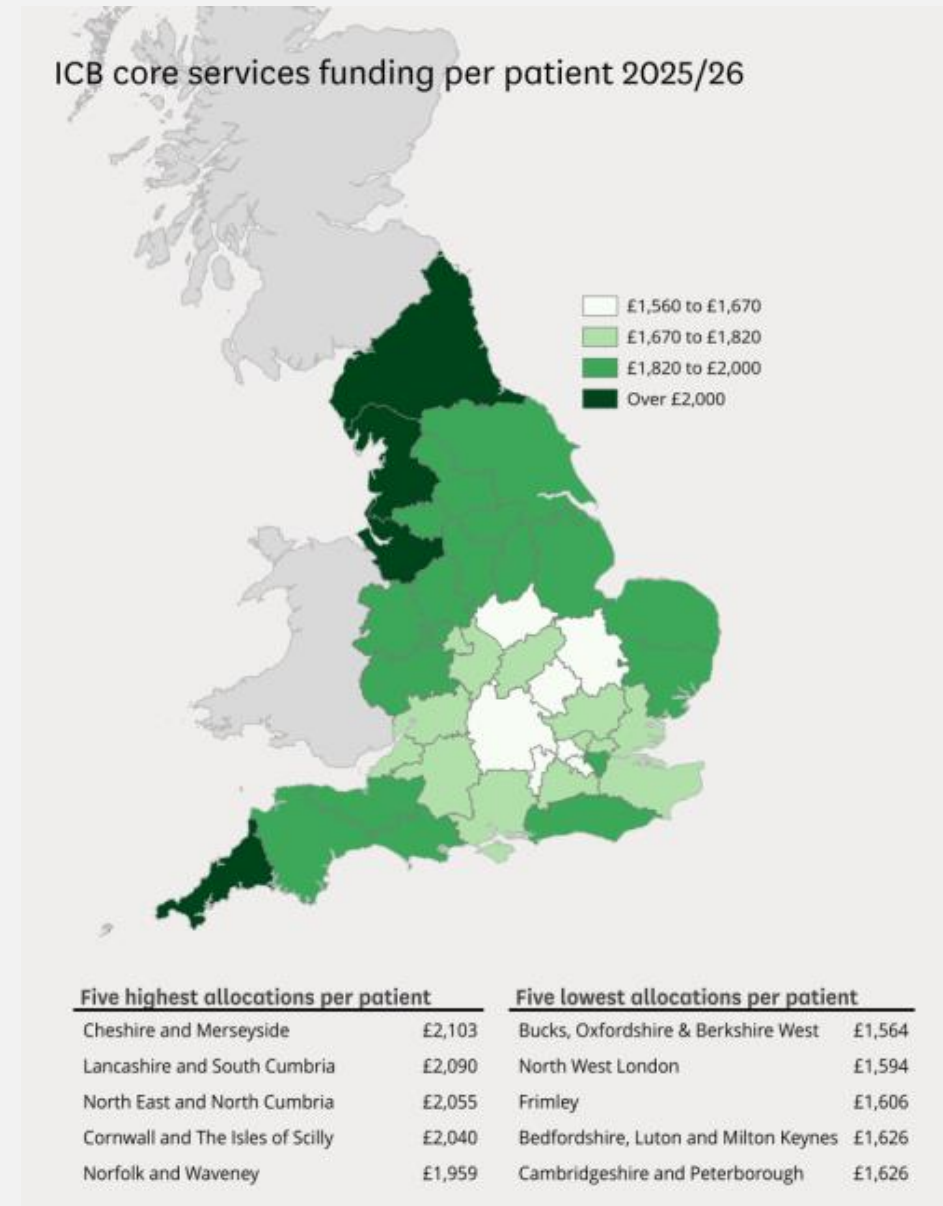 ICB core services funding per patient 2025/26
£1,560 to £1,670
£1,670 to £1,820
£1,820 to £2,000
Over £2,000
Five highest allocations per patient
Cheshire and Merseyside £2,103
Lancashire and South Cumbria £2,090
North East and North Cumbria £2,055
Cornwall and The Isles of Scilly £2,040
Norfolk and Waveney £1,959
Five lowest allocations per patient
Bucks, Oxfordshire & Berkshire West £1,564
North West London £1,594
Frimley £1,606
Bedfordshire, Luton and Milton Keynes £1,626
Cambridgeshire and Peterborough £1,626